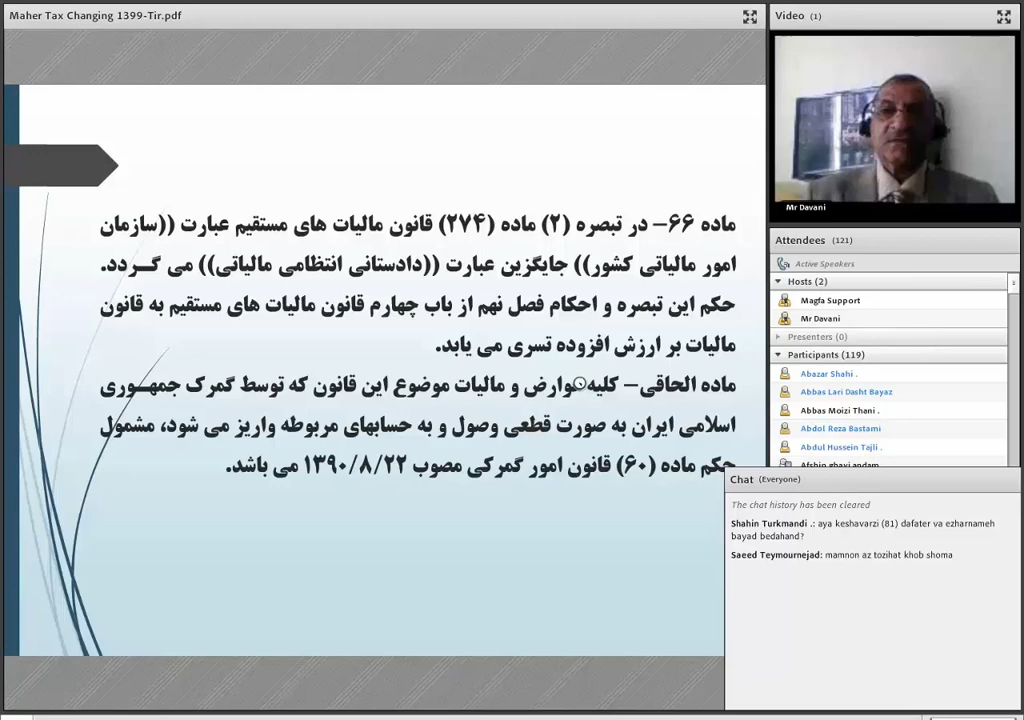 Maher Tax Changing 1399-Tir.pdf
ماده ۶۶- در تبصره (۲) ماده (۲۷۴) قانون مالیات های مستقیم عبارت ((سازمان
امور مالیاتی کشور)) جایگزین عبارت ((دادستانی انتظامی مالیاتی)) می گـردد.
حکم این تبصره و احکام فصل نهم از باب چهارم قانون مالیات های مستقیم به قانون
مالیات بر ارزش افزوده تسری می یابد.
ماده الحاقی- کلیه عوارض و مالیات موضوع این قانون که توسط گمرک جمهـوری
اسلامی ایران به صورت قطعی وصول و به حسابهای مربوطه واریز می شود، مشمول
حکم ماده (۶۰) قانون امور گمرکی مصوب ۱۳۹۰/۸/۲۲ می باشد.
Video (1)
Mr Davani
Attendees (121)
Active Speakers
Hosts (2)
Magfa Support
Mr Davani
Presenters (0)
Participants (119)
Abazar Shahi .
Abbas Lari Dasht Bayaz
Abbas Moizi Thani .
Abdol Reza Bastami
Abdul Hussein Tajli .
Afshin ghavi andam
Chat (Everyone)
The chat history has been cleared
Shahin Turkmandi .: aya keshavarzi (81) dafater va ezharnameh
bayad bedahand?
Saeed Teymournejad: mamnon az tozihat khob shoma